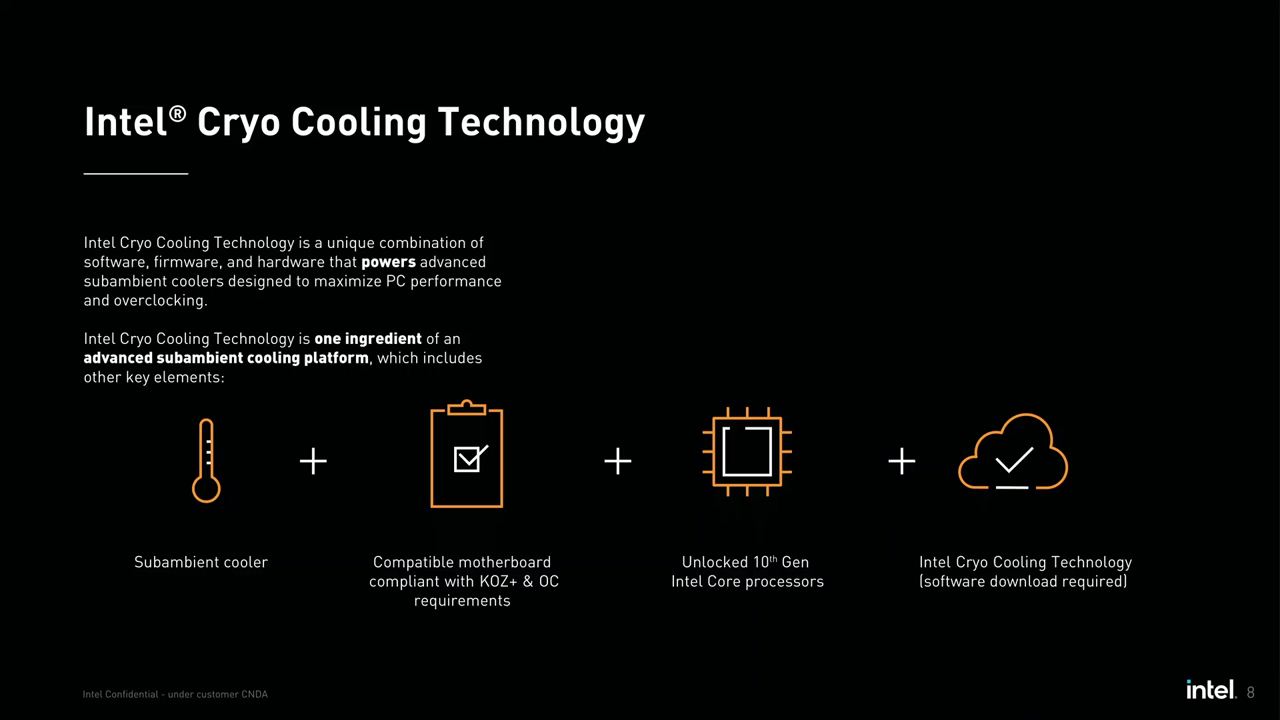 Intel® Cryo Cooling Technology
Intel Cryo Cooling Technology is a unique combination of
software, firmware, and hardware that powers advanced
subambient coolers designed to maximize PC performance
and overclocking.
Intel Cryo Cooling Technology is one ingredient of an
advanced subambient cooling platform, which includes
other key elements:
+
+
+
Subambient cooler
Compatible motherboard
compliant with KOZ+ & OC
requirements
Unlocked 10th Gen
Intel Core processors
Intel Cryo Cooling Technology
(software download required)
Intel Confidential - under customer CNDA
intel.
8